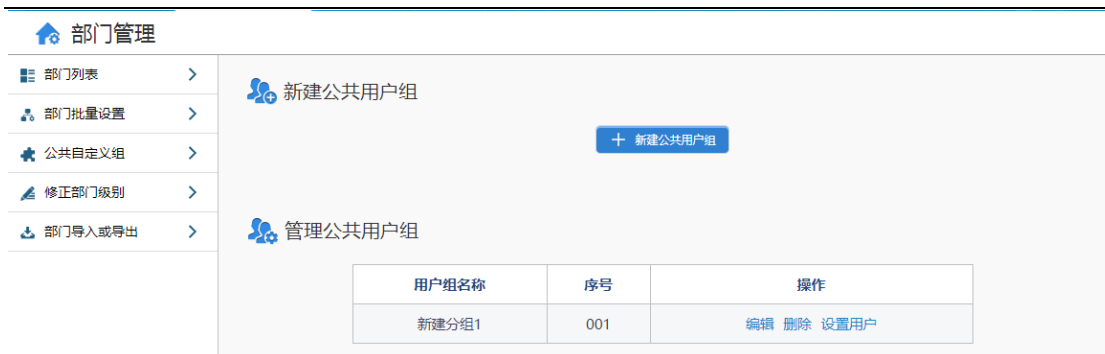 部门管理
部门列表
部门批量设置
公共自定义组
修正部门级别
部门导入或导出
新建公共用户组
新建公共用户组
管理公共用户组
用户组名称 序号 操作
新建分组1 001 编辑 删除 设置用户